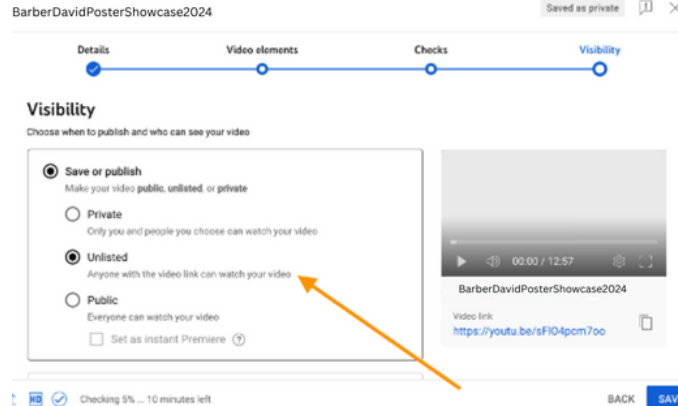 BarberDavidPosterShowcase2024
Saved as private
Details
Video elements
Checks
Visibility
Visibility
Choose when to publish and who can see your video
Save or publish
Make your video public, unlisted, or private
Private
Only you and people you choose can watch your video
Unlisted
Anyone with the video link can watch your video
Public
Everyone can watch your video
Set as instant Premiere ?
00:00 / 12:57
BarberDavidPosterShowcase2024
Video link
https://youtu.be/sFlO4pcm7oo
HD
Checking 5% ... 10 minutes left
BACK
SAV